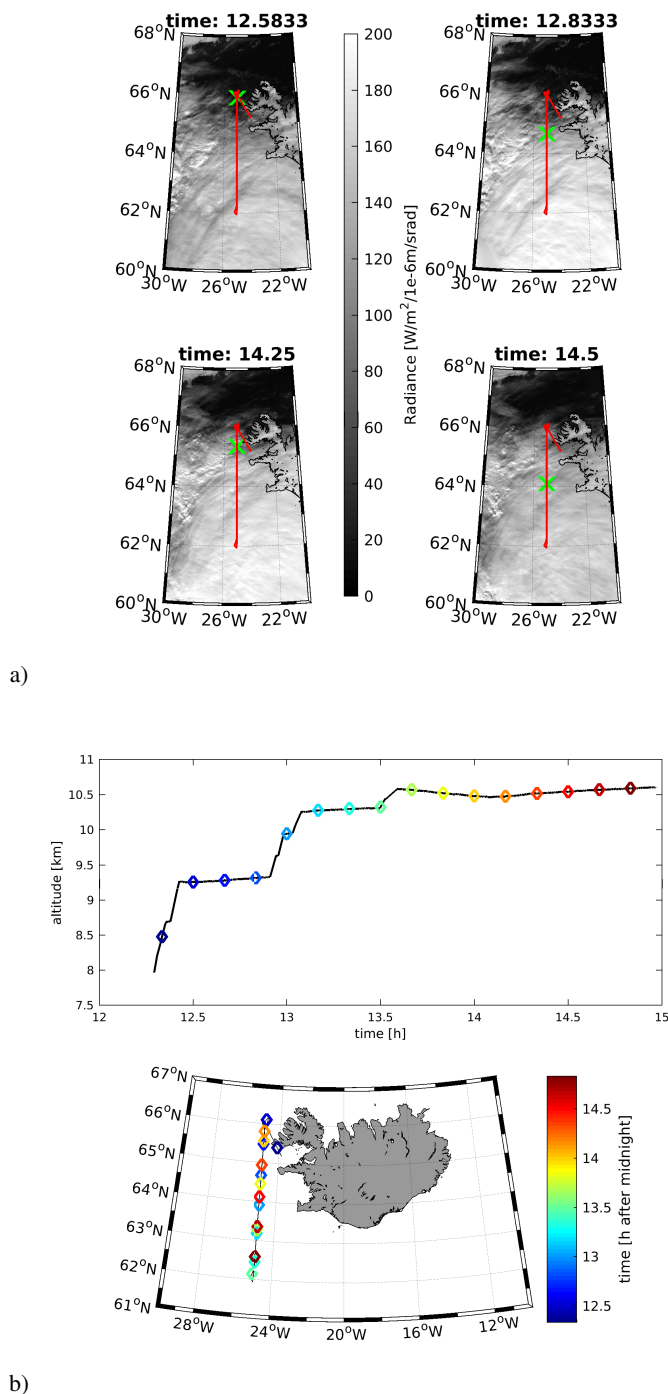 time: 12.5833
time: 12.8333
68°N
66°N
64°N
62°N
60°N
30°W
26°W
22°W
200
180
160
140
120
100
80
60
40
20
0
Radiance [W/m²/1e-6m/srad]
68°N
66°N
64°N
62°N
60°N
30°W
26°W
22°W
time: 14.25
time: 14.5
68°N
66°N
64°N
62°N
60°N
30°W
26°W
22°W
68°N
66°N
64°N
62°N
60°N
30°W
26°W
22°W
a)
11
10.5
10
9.5
9
8.5
8
7.5
altitude [km]
12
12.5
13
13.5
14
14.5
15
time [h]
67°N
66°N
65°N
64°N
63°N
62°N
61°N
28°W
24°W
20°W
16°W
12°W
14.5
14
13.5
13
12.5
time [h after midnight]
b)